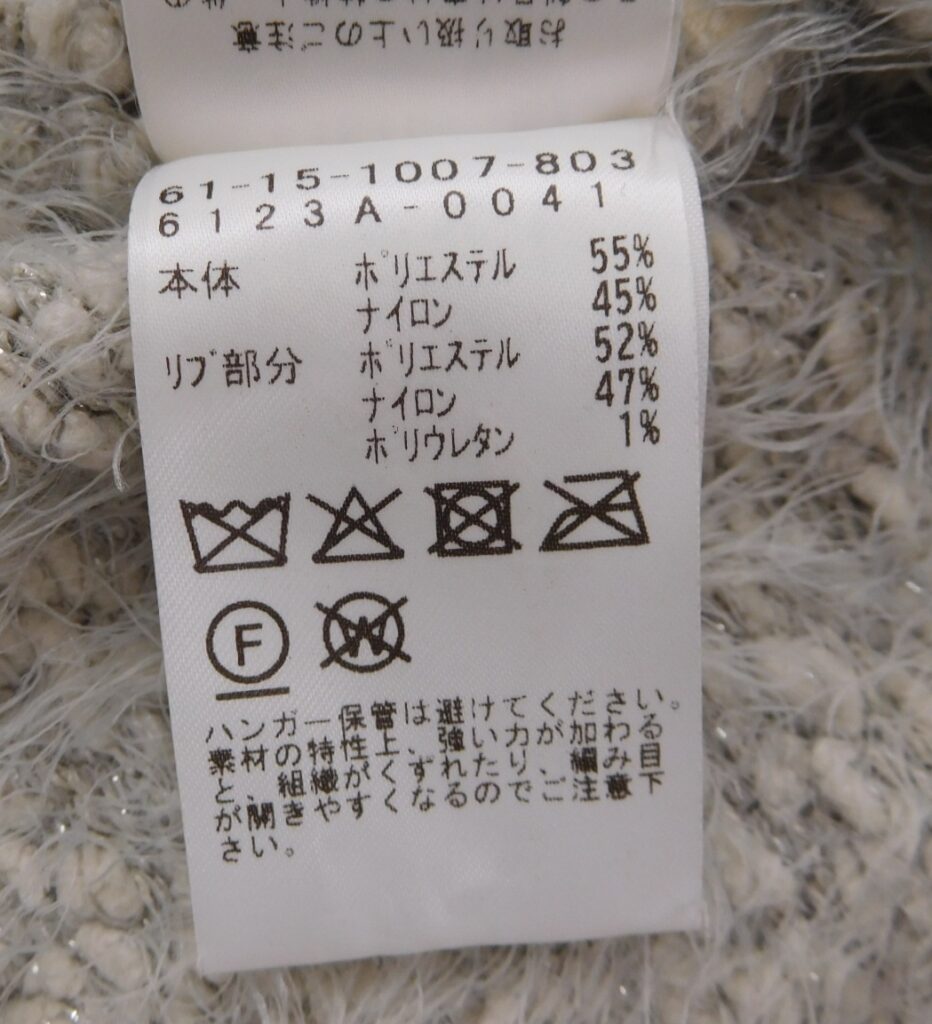 お取り扱い上のご注意
61-15-1007-803
6123A-0041
本体 ポリエステル 55%
ナイロン 45%
リブ部分 ポリエステル 52%
ナイロン 47%
ポリウレタン 1%
F W
ハンガー保管は避けてください。
素材の特性上、強いカが加わる
と、組織がずれたり、編み目
が開きやすくなるのでご注意下
さい。